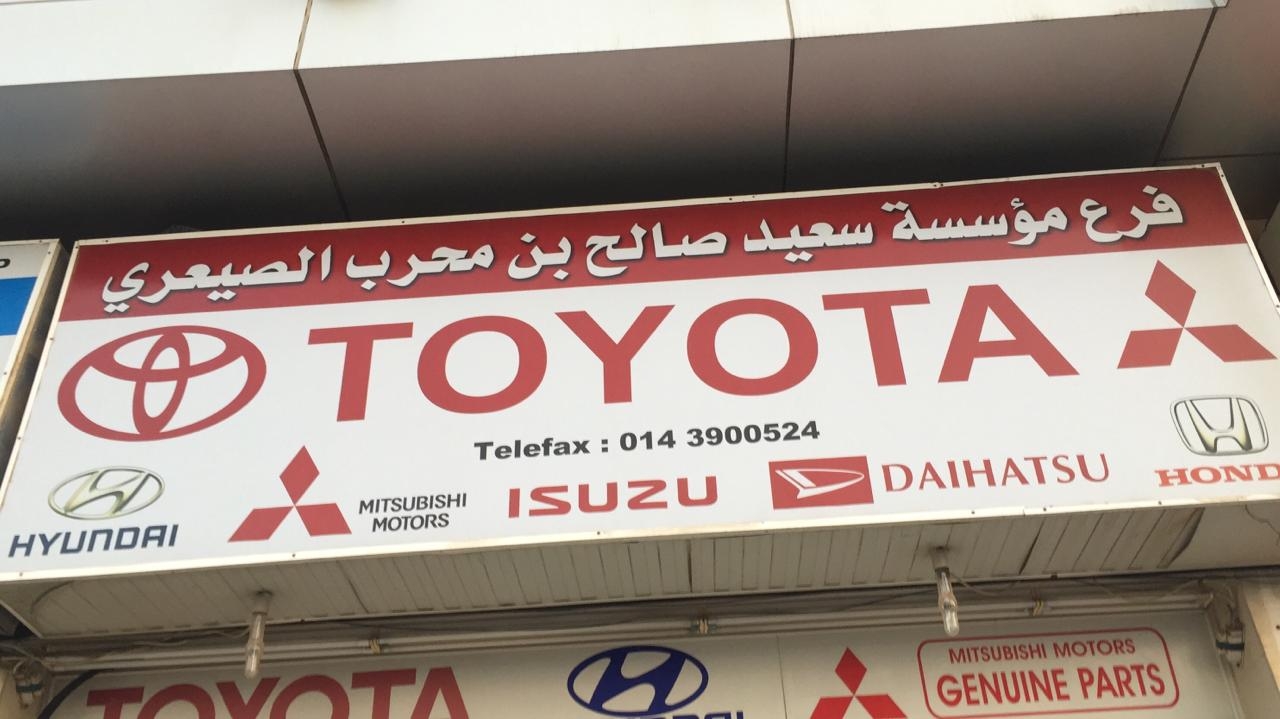 فرع مؤسسة سعيد صالح بن محرب الصيعري
TOYOTA
Telefax : 014 3900524
HYUNDAI
MITSUBISHI
MOTORS
ISUZU
DAIHATSU
HOND
TOYOTA
MITSUBISHI MOTORS
GENUINE PARTS